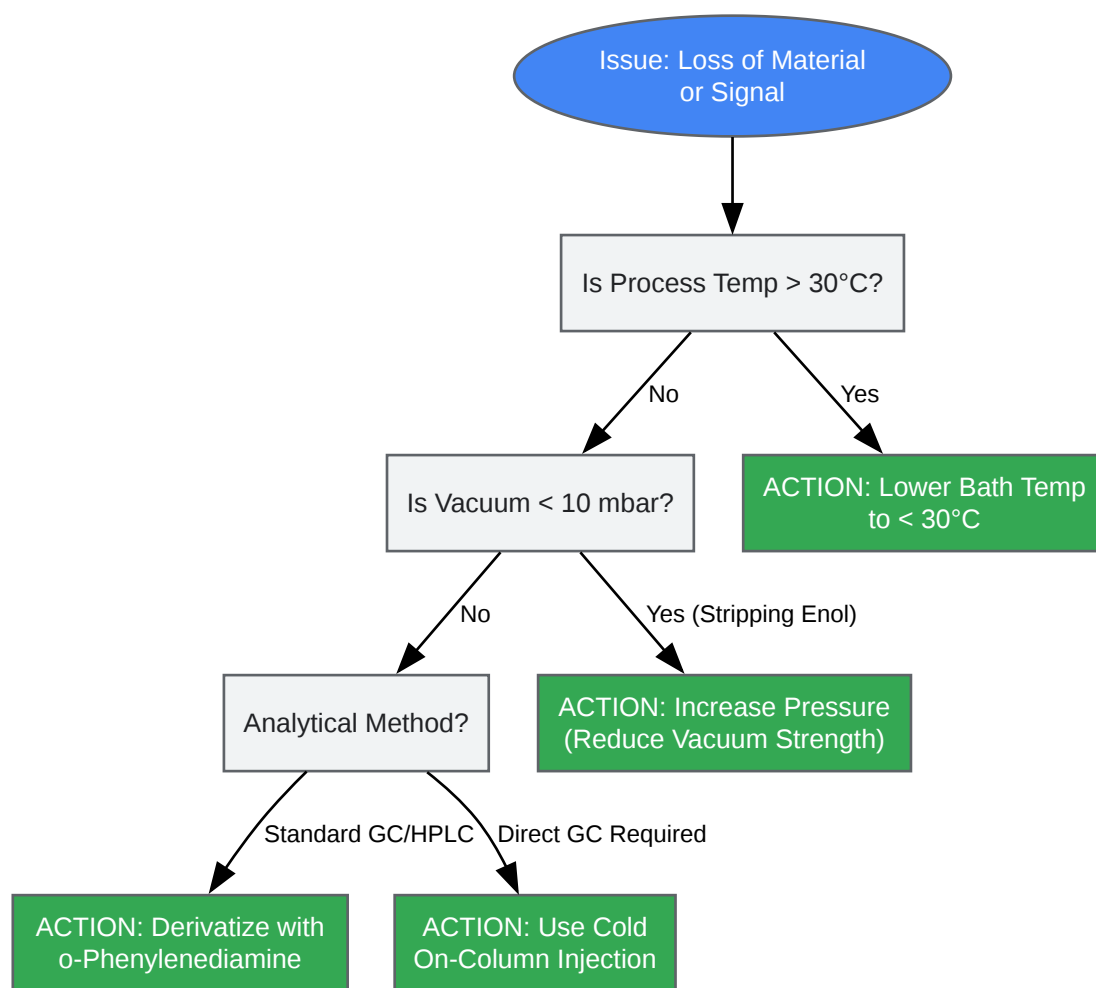 Issue: Loss of Material
or Signal
Is Process Temp > 30°C?
No
Yes
Is Vacuum < 10 mbar?
ACTION: Lower Bath Temp
to < 30°C
No
Yes (Stripping Enol)
Analytical Method?
ACTION: Increase Pressure
(Reduce Vacuum Strength)
Standard GC/HPLC
Direct GC Required
ACTION: Derivatize with
o-Phenylenediamine
ACTION: Use Cold
On-Column Injection